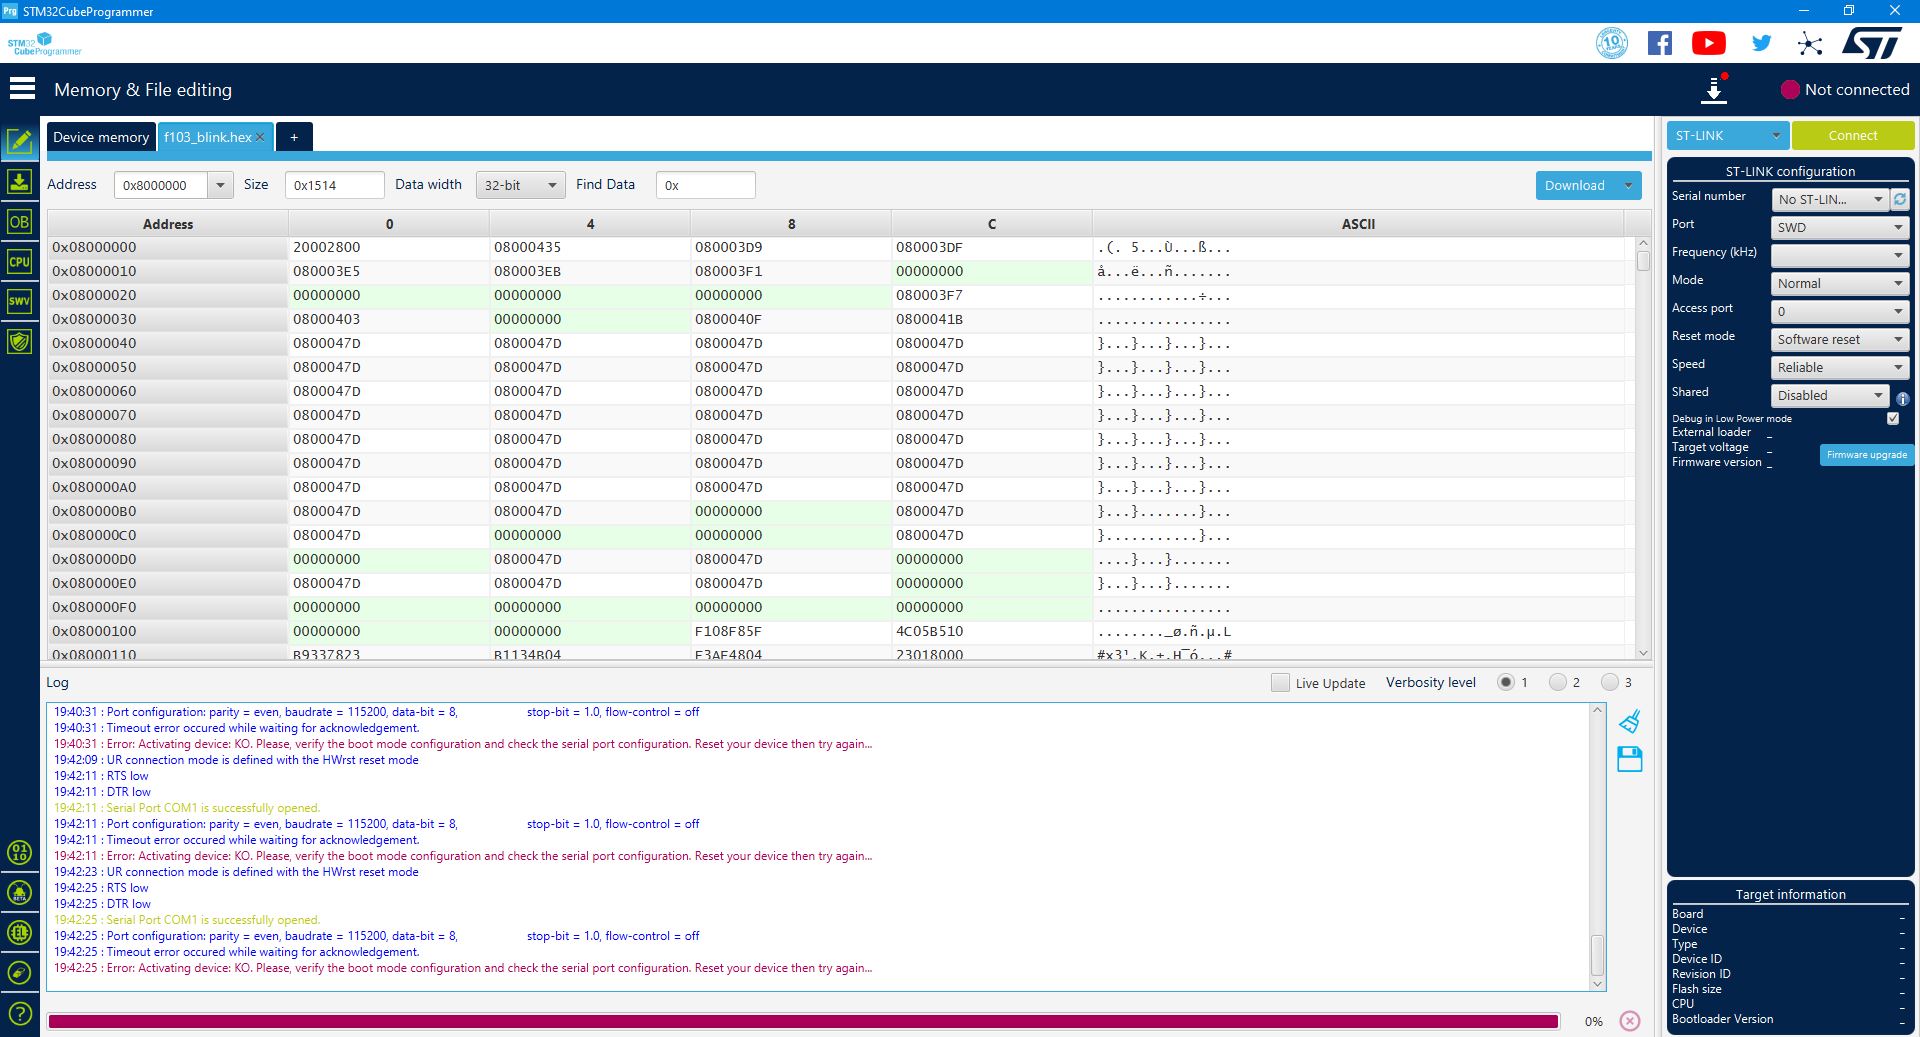 Prg STM32CubeProgrammer
STM32
CubeProgrammer
10
ST
Memory & File editing
Not connected
Device memory f103_blink.hex × +
ST-LINK Connect
Address 0x8000000 Size 0x1514 Data width 32-bit Find Data 0x Download
Address 0 4 8 C ASCII
0x08000000 20002800 08000435 080003D9 080003DF .(. 5...Ù...ß...
0x08000010 080003E5 080003EB 080003F1 00000000 å...ë...ñ.......
0x08000020 00000000 00000000 00000000 080003F7 ............÷...
0x08000030 08000403 00000000 0800040F 0800041B ................
0x08000040 0800047D 0800047D 0800047D 0800047D }...}...}...}...
0x08000050 0800047D 0800047D 0800047D 0800047D }...}...}...}...
0x08000060 0800047D 0800047D 0800047D 0800047D }...}...}...}...
0x08000070 0800047D 0800047D 0800047D 0800047D }...}...}...}...
0x08000080 0800047D 0800047D 0800047D 0800047D }...}...}...}...
0x08000090 0800047D 0800047D 0800047D 0800047D }...}...}...}...
0x080000A0 0800047D 0800047D 0800047D 0800047D }...}...}...}...
0x080000B0 0800047D 0800047D 00000000 0800047D }...}.......}...
0x080000C0 0800047D 00000000 00000000 0800047D }...........}...
0x080000D0 00000000 0800047D 0800047D 00000000 ....}...}.......
0x080000E0 0800047D 0800047D 0800047D 00000000 }...}...}.......
0x080000F0 00000000 00000000 00000000 00000000 ................
0x08000100 00000000 00000000 F108F85F 4C05B510 ........_ø.ñ.µ.L
0x08000110 B9337823 B1134B04 F3AF4804 23018000 #x3¹.K.±.H¯ó...#
Log
Live Update Verbosity level 1 2 3
19:40:31 : Port configuration: parity = even, baudrate = 115200, data-bit = 8, stop-bit = 1.0, flow-control = off
19:40:31 : Timeout error occured while waiting for acknowledgement.
19:40:31 : Error: Activating device: KO. Please, verify the boot mode configuration and check the serial port configuration. Reset your device then try again...
19:42:09 : UR connection mode is defined with the HWrst reset mode
19:42:11 : RTS low
19:42:11 : DTR low
19:42:11 : Serial Port COM1 is successfully opened.
19:42:11 : Port configuration: parity = even, baudrate = 115200, data-bit = 8, stop-bit = 1.0, flow-control = off
19:42:11 : Timeout error occured while waiting for acknowledgement.
19:42:11 : Error: Activating device: KO. Please, verify the boot mode configuration and check the serial port configuration. Reset your device then try again...
19:42:23 : UR connection mode is defined with the HWrst reset mode
19:42:25 : RTS low
19:42:25 : DTR low
19:42:25 : Serial Port COM1 is successfully opened.
19:42:25 : Port configuration: parity = even, baudrate = 115200, data-bit = 8, stop-bit = 1.0, flow-control = off
19:42:25 : Timeout error occured while waiting for acknowledgement.
19:42:25 : Error: Activating device: KO. Please, verify the boot mode configuration and check the serial port configuration. Reset your device then try again...
0%
ST-LINK configuration
Serial number No ST-LIN...
Port SWD
Frequency (kHz)
Mode Normal
Access port 0
Reset mode Software reset
Speed Reliable
Shared Disabled i
Debug in Low Power mode
External loader _
Target voltage _
Firmware version _ Firmware upgrade
Target information
Board _
Device _
Type _
Device ID _
Revision ID _
Flash size _
CPU _
Bootloader Version _
OB
CPU
SWV
01
10
BETA
EL
?